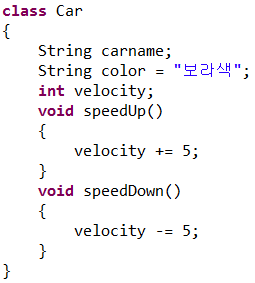 class Car
{
    String carname;
    String color = "보라색";
    int velocity;
    void speedUp()
    {
        velocity += 5;
    }
    void speedDown()
    {
        velocity -= 5;
    }
}